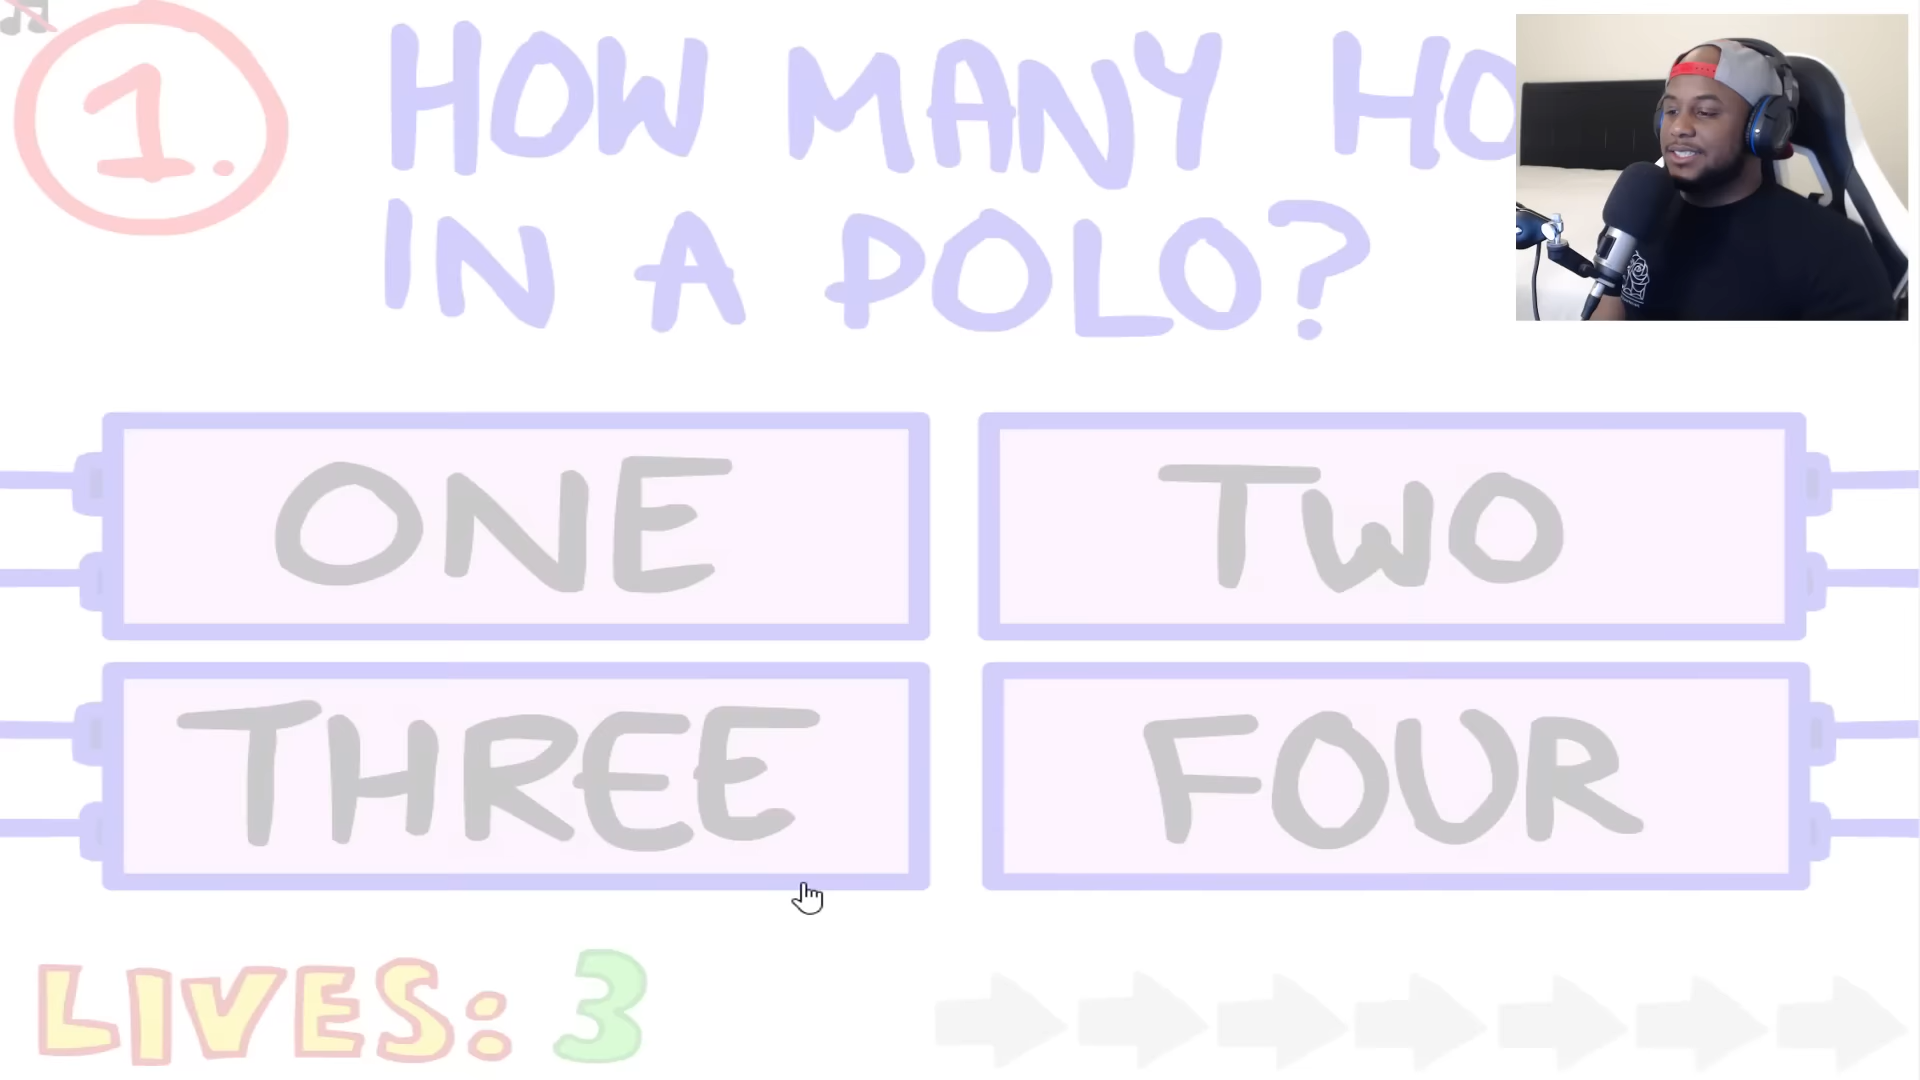 1.
HOW MANY HO
IN A POLO?
ONE
TWO
THREE
FOUR
LIVES: 3